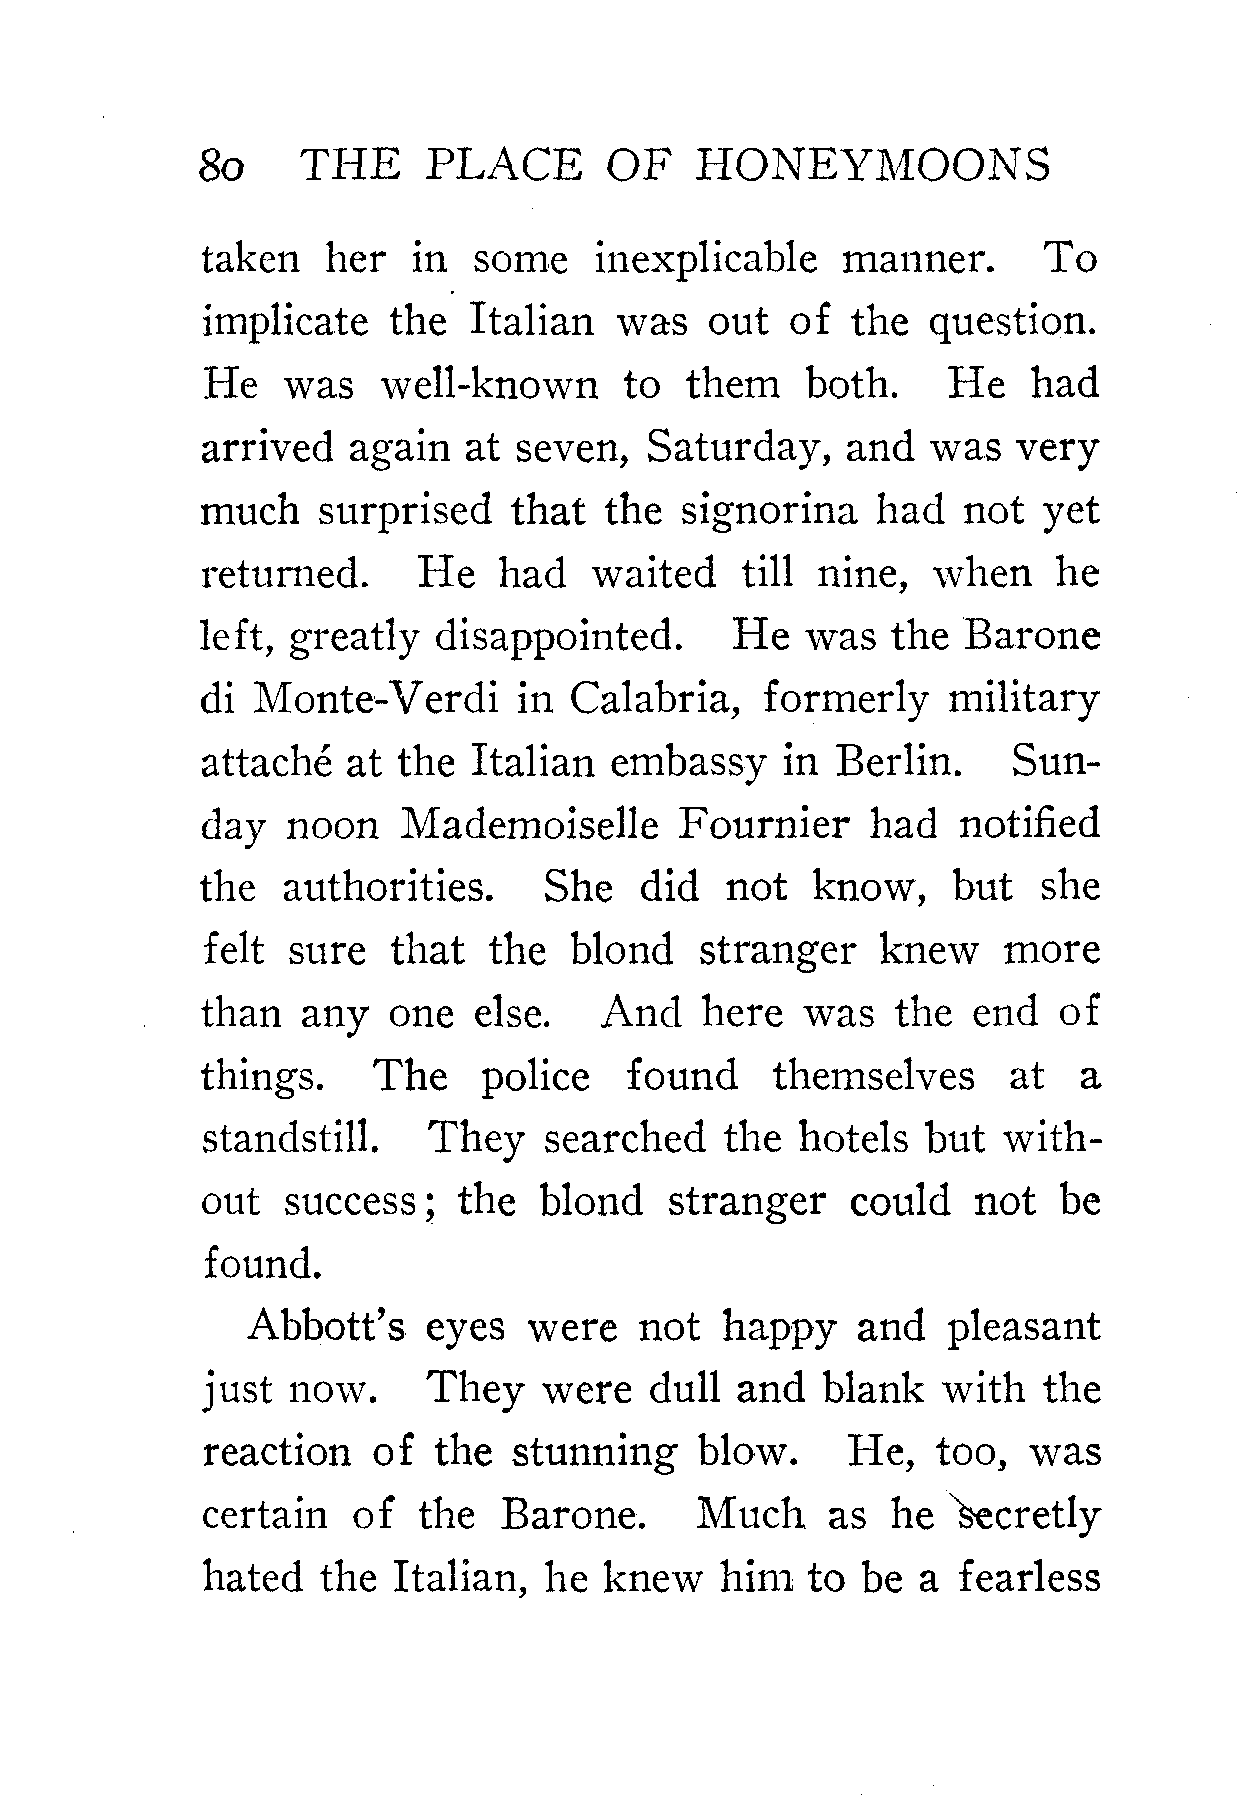 80 THE PLACE OF HONEYMOONS
taken her in some inexplicable manner. To
implicate the Italian was out of the question.
He was well-known to them both. He had
arrived again at seven, Saturday, and was very
much surprised that the signorina had not yet
returned. He had waited till nine, when he
left, greatly disappointed. He was the Barone
di Monte-Verdi in Calabria, formerly military
attaché at the Italian embassy in Berlin. Sun-
day noon Mademoiselle Fournier had notified
the authorities. She did not know, but she
felt sure that the blond stranger knew more
than any one else. And here was the end of
things. The police found themselves at a
standstill. They searched the hotels but with-
out success; the blond stranger could not be
found.
Abbott's eyes were not happy and pleasant
just now. They were dull and blank with the
reaction of the stunning blow. He, too, was
certain of the Barone. Much as he secretly
hated the Italian, he knew him to be a fearless